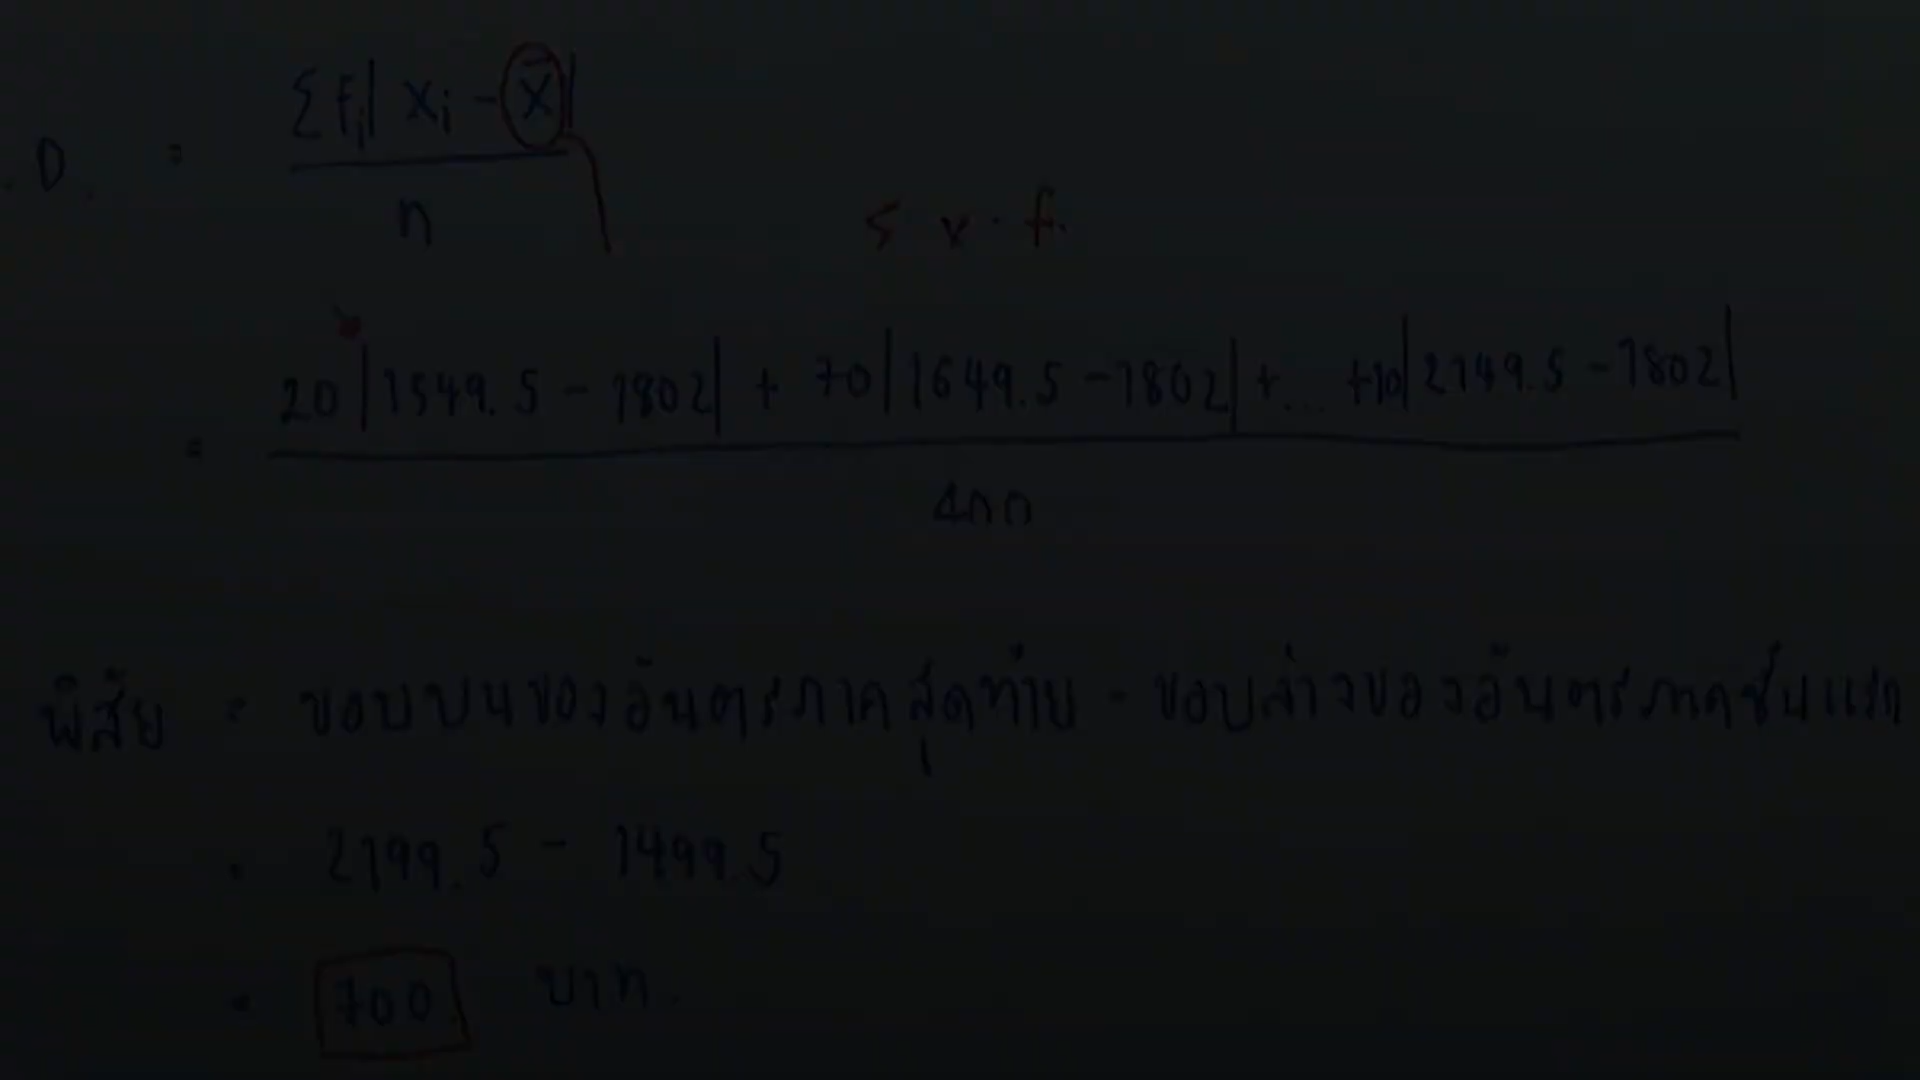 . D. = Σ fᵢ| xᵢ - x̄ |
n
Σ x · f.
= 20|1549.5 - 1802| + 70|1649.5 - 1802| + ... +10|2149.5 - 1802|
400
พิสัย = ขอบบนของอันตรภาคสุดท้าย - ขอบล่างของอันตรภาคชั้นแรก
= 2199.5 - 1499.5
= 700 บาท.